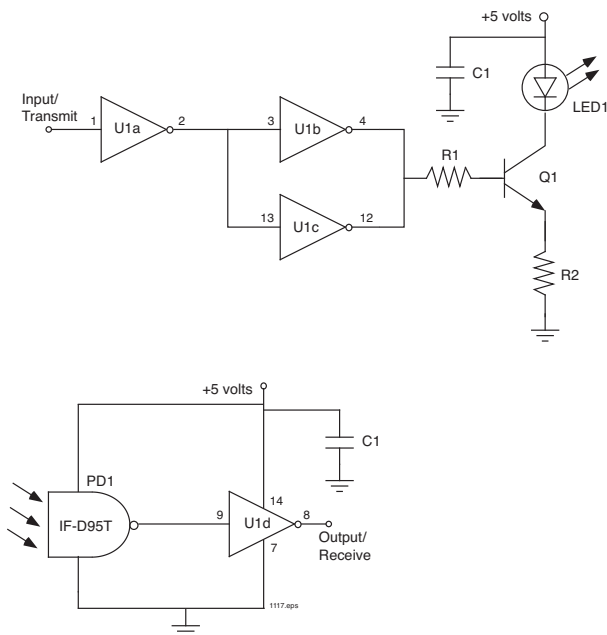 +5 volts
C1
LED1
Input/
Transmit
1
U1a
2
3
U1b
4
R1
Q1
13
U1c
12
R2
+5 volts
C1
PD1
IF-D95T
9
U1d
14
8
7
Output/
Receive
1117.eps